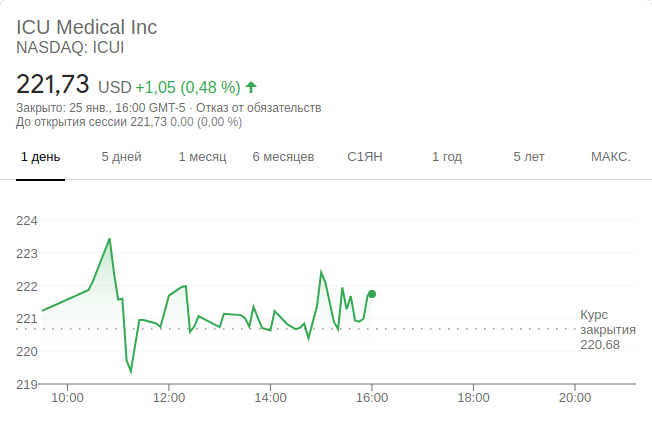 ICU Medical Inc
NASDAQ: ICUI
221,73 USD +1,05 (0,48 %)
Закрыто: 25 янв., 16:00 GMT-5 · Отказ от обязательств
До открытия сессии 221,73 0,00 (0,00 %)
1 день 5 дней 1 месяц 6 месяцев С1ЯН 1 год 5 лет МАКС.
224
223
222
221
220
219
Курс
закрытия
220,68
10:00 12:00 14:00 16:00 18:00 20:00